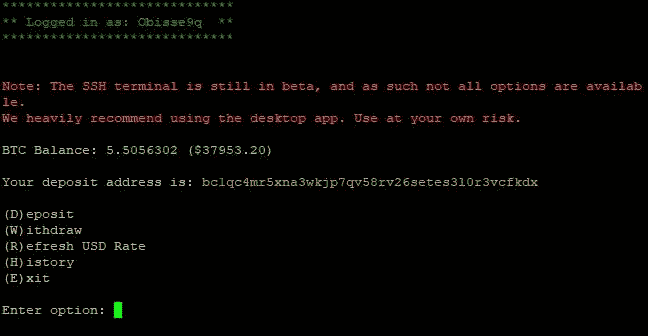 *****************************
** Logged in as: Obisse9q  **
*****************************
Note: The SSH terminal is still in beta, and as such not all options are availab
le.
We heavily recommend using the desktop app. Use at your own risk.
BTC Balance: 5.5056302 ($37953.20)
Your deposit address is: bc1qc4mr5xna3wkjp7qv58rv26setes3l0r3vcfkdx
(D)eposit
(W)ithdraw
(R)efresh USD Rate
(H)istory
(E)xit
Enter option: